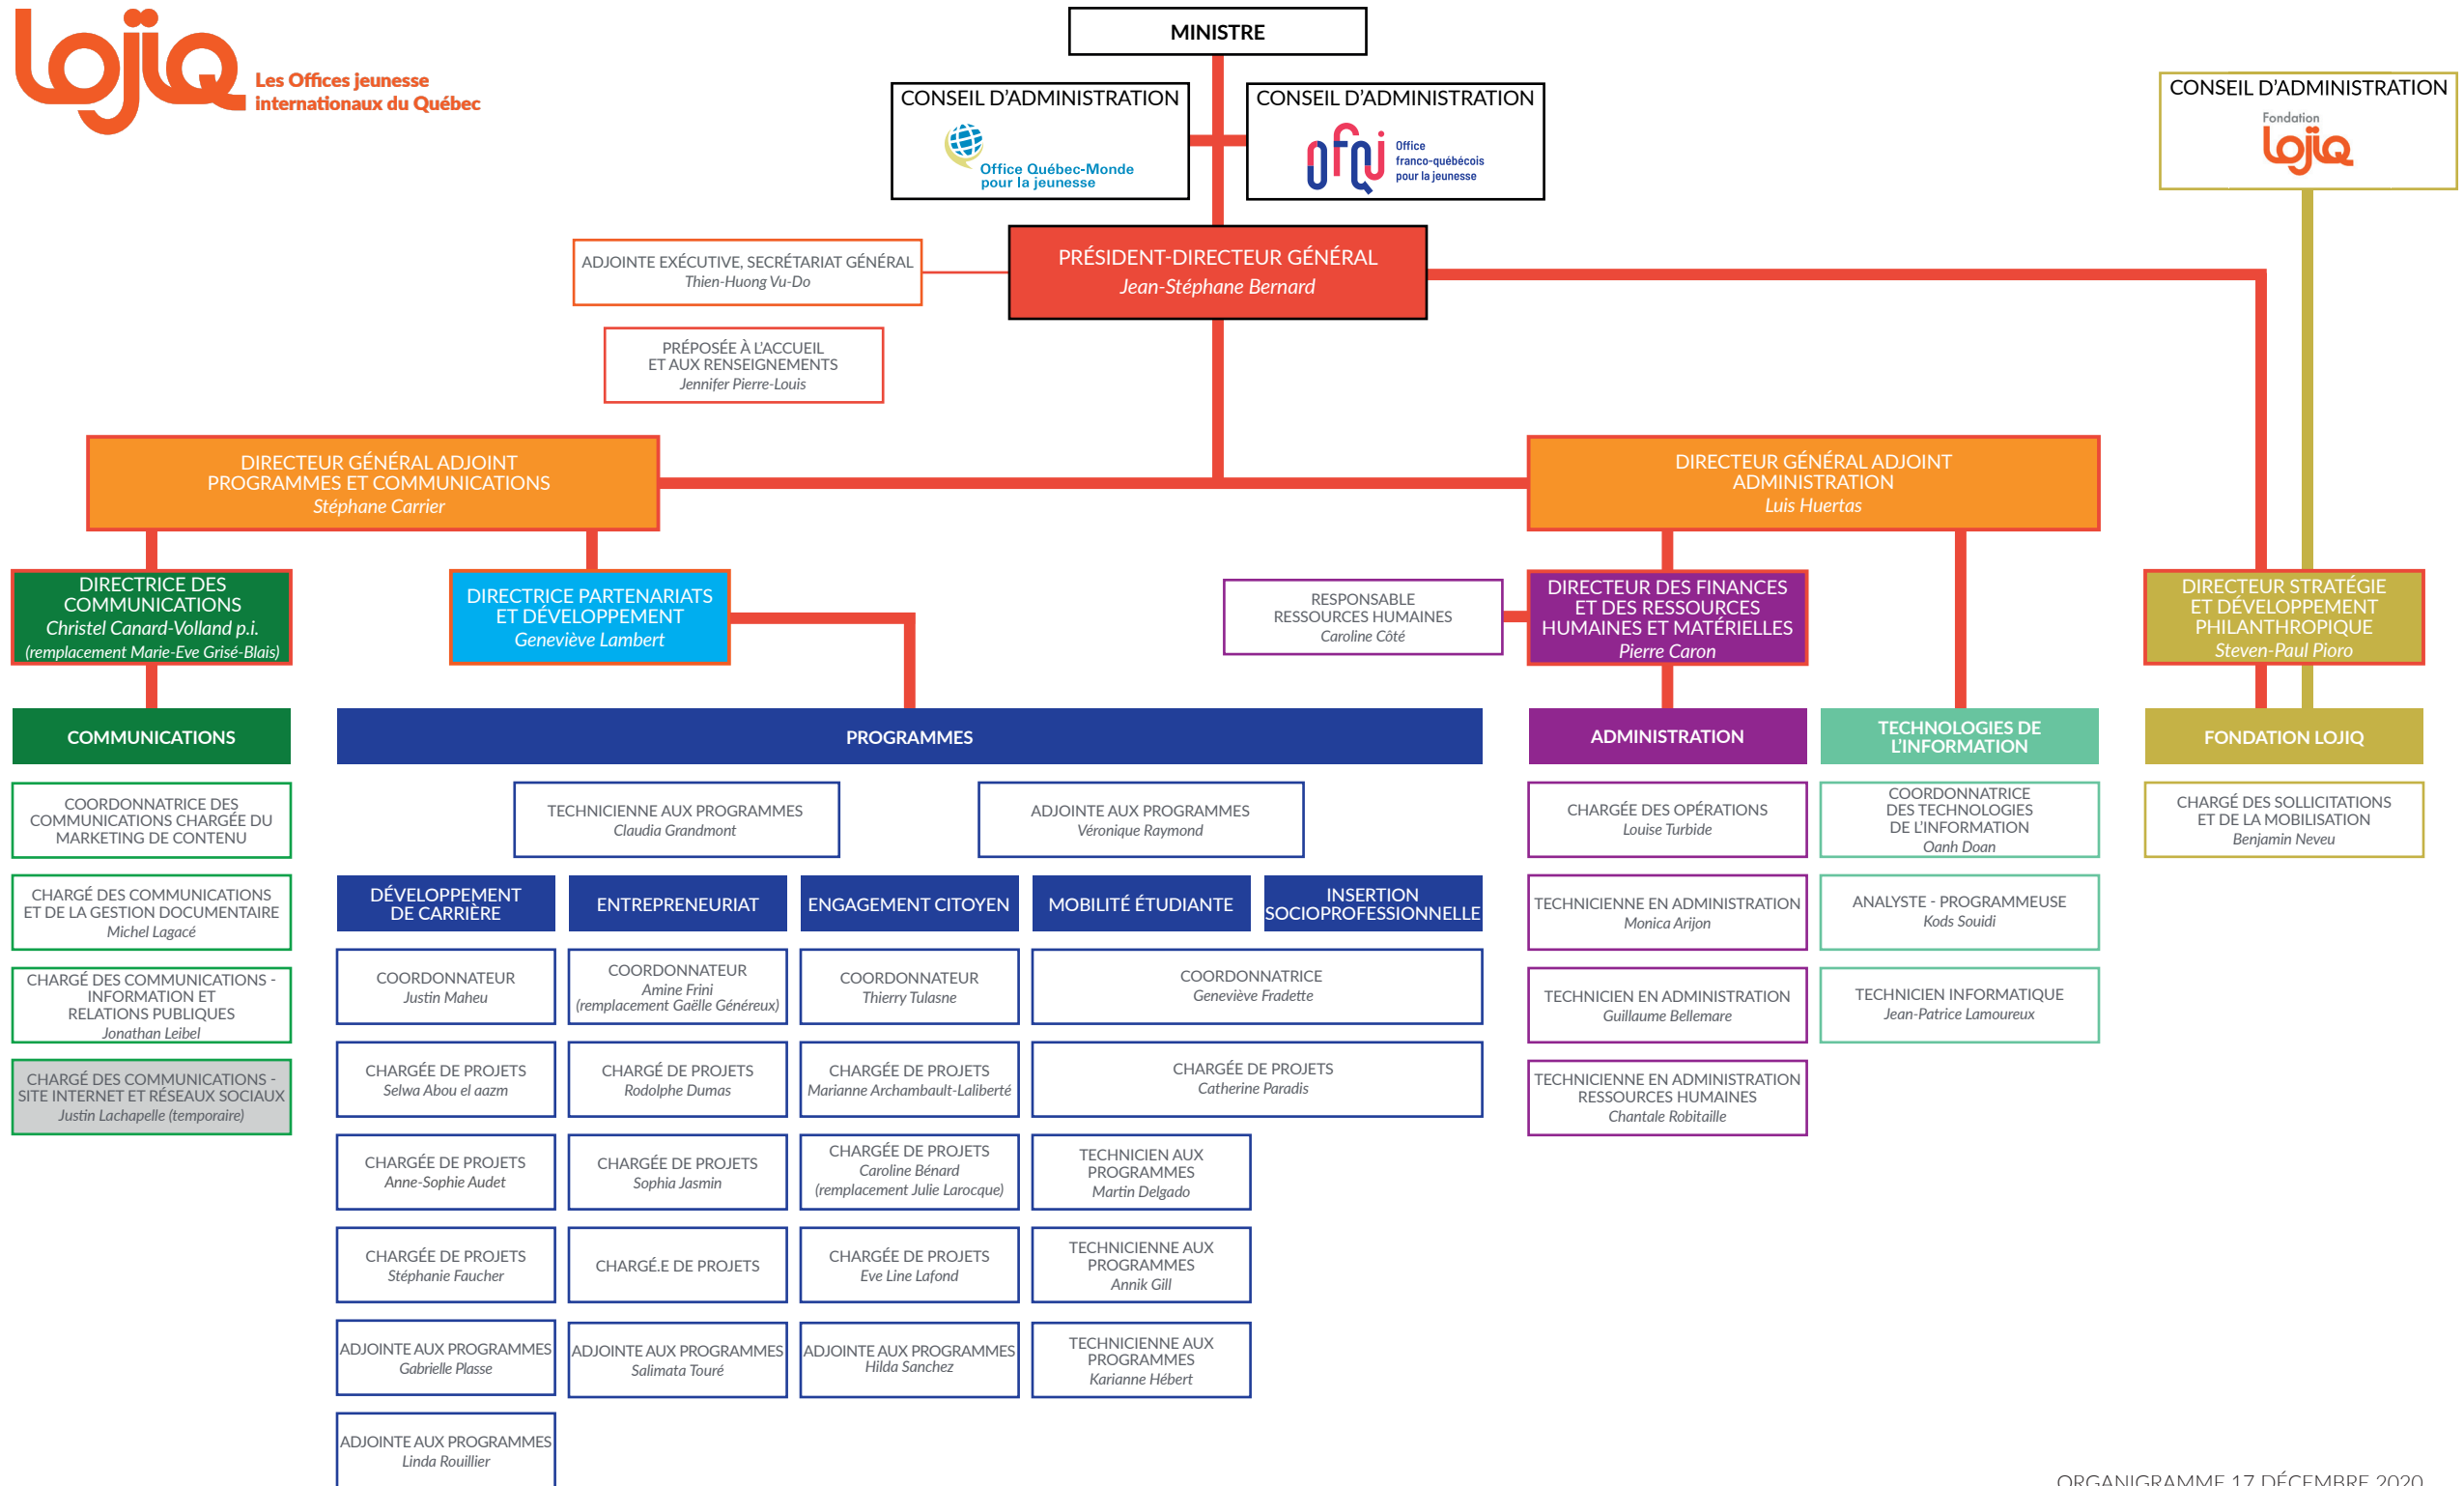 lojiq
Les Offices jeunesse
internationaux du Québec
MINISTRE
CONSEIL D'ADMINISTRATION
Office Québec-Monde
pour la jeunesse
CONSEIL D'ADMINISTRATION
ofqj
Office
franco-québécois
pour la jeunesse
CONSEIL D'ADMINISTRATION
Fondation
lojiq
PRÉSIDENT-DIRECTEUR GÉNÉRAL
Jean-Stéphane Bernard
ADJOINTE EXÉCUTIVE, SECRÉTARIAT GÉNÉRAL
Thien-Huong Vu-Do
PRÉPOSÉE À L'ACCUEIL
ET AUX RENSEIGNEMENTS
Jennifer Pierre-Louis
DIRECTEUR GÉNÉRAL ADJOINT
PROGRAMMES ET COMMUNICATIONS
Stéphane Carrier
DIRECTEUR GÉNÉRAL ADJOINT
ADMINISTRATION
Luis Huertas
DIRECTRICE DES
COMMUNICATIONS
Christel Canard-Volland p.i.
(remplacement Marie-Eve Grisé-Blais)
DIRECTRICE PARTENARIATS
ET DÉVELOPPEMENT
Geneviève Lambert
RESPONSABLE
RESSOURCES HUMAINES
Caroline Côté
DIRECTEUR DES FINANCES
ET DES RESSOURCES
HUMAINES ET MATÉRIELLES
Pierre Caron
DIRECTEUR STRATÉGIE
ET DÉVELOPPEMENT
PHILANTHROPIQUE
Steven-Paul Pioro
COMMUNICATIONS
COORDONNATRICE DES
COMMUNICATIONS CHARGÉE DU
MARKETING DE CONTENU
CHARGÉ DES COMMUNICATIONS
ET DE LA GESTION DOCUMENTAIRE
Michel Lagacé
CHARGÉ DES COMMUNICATIONS -
INFORMATION ET
RELATIONS PUBLIQUES
Jonathan Leibel
CHARGÉ DES COMMUNICATIONS -
SITE INTERNET ET RÉSEAUX SOCIAUX
Justin Lachapelle (temporaire)
PROGRAMMES
TECHNICIENNE AUX PROGRAMMES
Claudia Grandmont
ADJOINTE AUX PROGRAMMES
Véronique Raymond
DÉVELOPPEMENT
DE CARRIÈRE
COORDONNATEUR
Justin Maheu
CHARGÉE DE PROJETS
Selwa Abou el aazm
CHARGÉE DE PROJETS
Anne-Sophie Audet
CHARGÉE DE PROJETS
Stéphanie Faucher
ADJOINTE AUX PROGRAMMES
Gabrielle Plasse
ADJOINTE AUX PROGRAMMES
Linda Rouillier
ENTREPRENEURIAT
COORDONNATEUR
Amine Frini
(remplacement Gaëlle Généreux)
CHARGÉ DE PROJETS
Rodolphe Dumas
CHARGÉE DE PROJETS
Sophia Jasmin
CHARGÉ.E DE PROJETS
ADJOINTE AUX PROGRAMMES
Salimata Touré
ENGAGEMENT CITOYEN
COORDONNATEUR
Thierry Tulasne
CHARGÉE DE PROJETS
Marianne Archambault-Laliberté
CHARGÉE DE PROJETS
Caroline Bénard
(remplacement Julie Larocque)
CHARGÉE DE PROJETS
Eve Line Lafond
ADJOINTE AUX PROGRAMMES
Hilda Sanchez
MOBILITÉ ÉTUDIANTE
INSERTION
SOCIOPROFESSIONNELLE
COORDONNATRICE
Geneviève Fradette
CHARGÉE DE PROJETS
Catherine Paradis
TECHNICIEN AUX
PROGRAMMES
Martin Delgado
TECHNICIENNE AUX
PROGRAMMES
Annik Gill
TECHNICIENNE AUX
PROGRAMMES
Karianne Hébert
ADMINISTRATION
CHARGÉE DES OPÉRATIONS
Louise Turbide
TECHNICIENNE EN ADMINISTRATION
Monica Arijon
TECHNICIEN EN ADMINISTRATION
Guillaume Bellemare
TECHNICIENNE EN ADMINISTRATION
RESSOURCES HUMAINES
Chantale Robitaille
TECHNOLOGIES DE
L'INFORMATION
COORDONNATRICE
DES TECHNOLOGIES
DE L'INFORMATION
Oanh Doan
ANALYSTE - PROGRAMMEUSE
Kods Souidi
TECHNICIEN INFORMATIQUE
Jean-Patrice Lamoureux
FONDATION LOJIQ
CHARGÉ DES SOLLICITATIONS
ET DE LA MOBILISATION
Benjamin Neveu
ORGANIGRAMME 17 DÉCEMBRE 2020